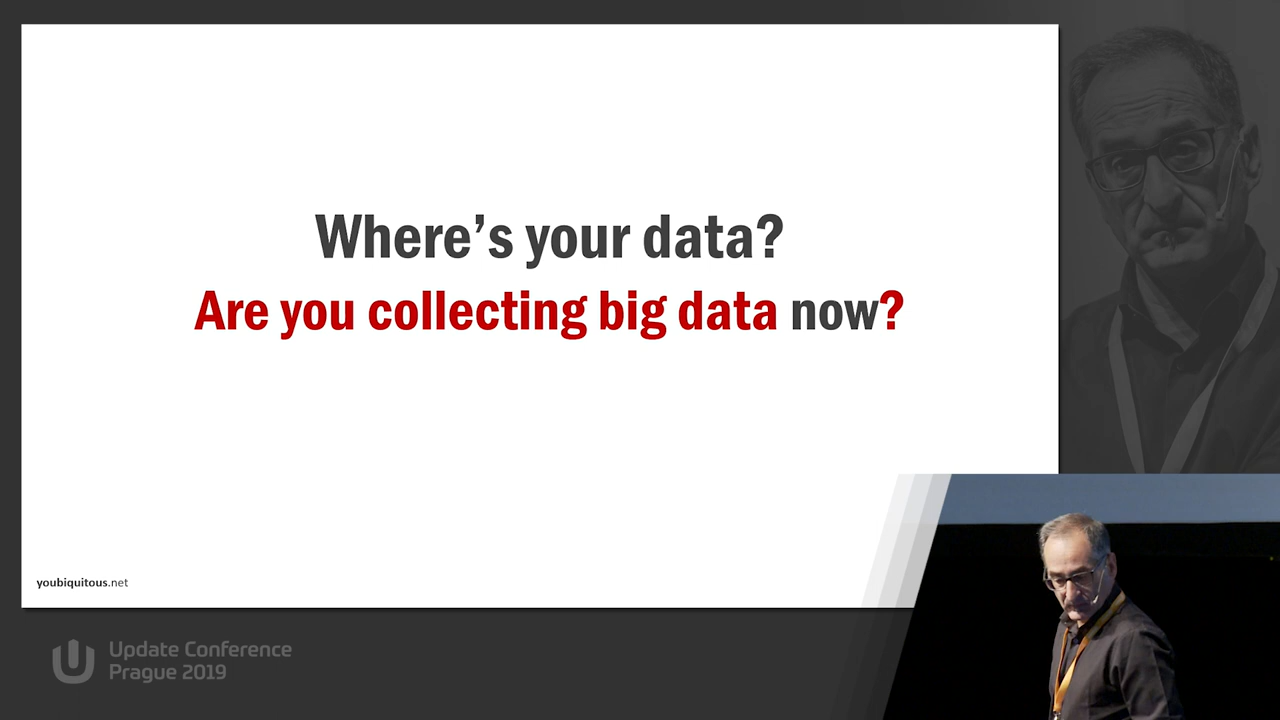 Where’s your data?
Are you collecting big data now?
youbiquitous.net
Update Conference
Prague 2019